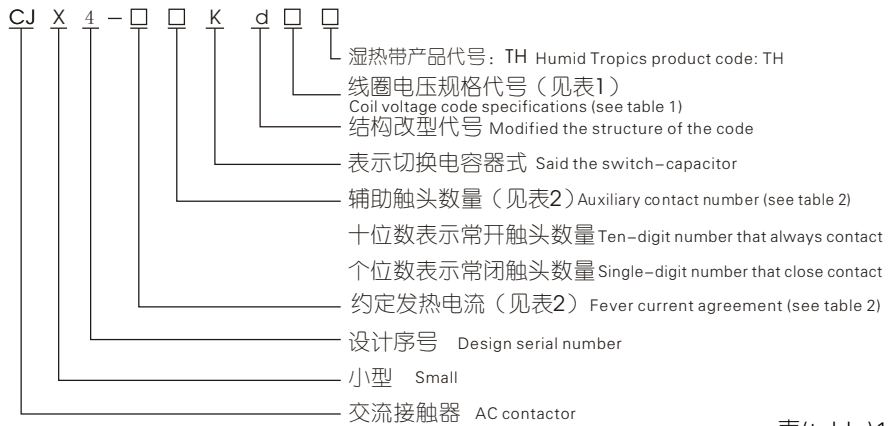 CJ X 4 - □ □ K d □ □
湿热带产品代号：TH Humid Tropics product code: TH
线圈电压规格代号（见表1）
Coil voltage code specifications (see table 1)
结构改型代号 Modified the structure of the code
表示切换电容器式 Said the switch-capacitor
辅助触头数量（见表2）Auxiliary contact number (see table 2)
十位数表示常开触头数量 Ten-digit number that always contact
个位数表示常闭触头数量 Single-digit number that close contact
约定发热电流（见表2） Fever current agreement (see table 2)
设计序号 Design serial number
小型 Small
交流接触器 AC contactor